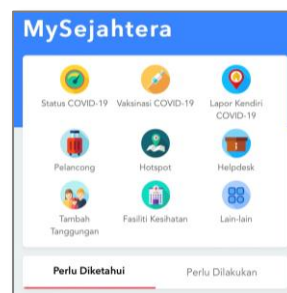 MySejahtera
Status COVID-19 Vaksinasi COVID-19 Lapor Kendiri
COVID-19
Pelancong Hotspot Helpdesk
Tambah Fasiliti Kesihatan Lain-lain
Tanggungan
Perlu Diketahui Perlu Dilakukan